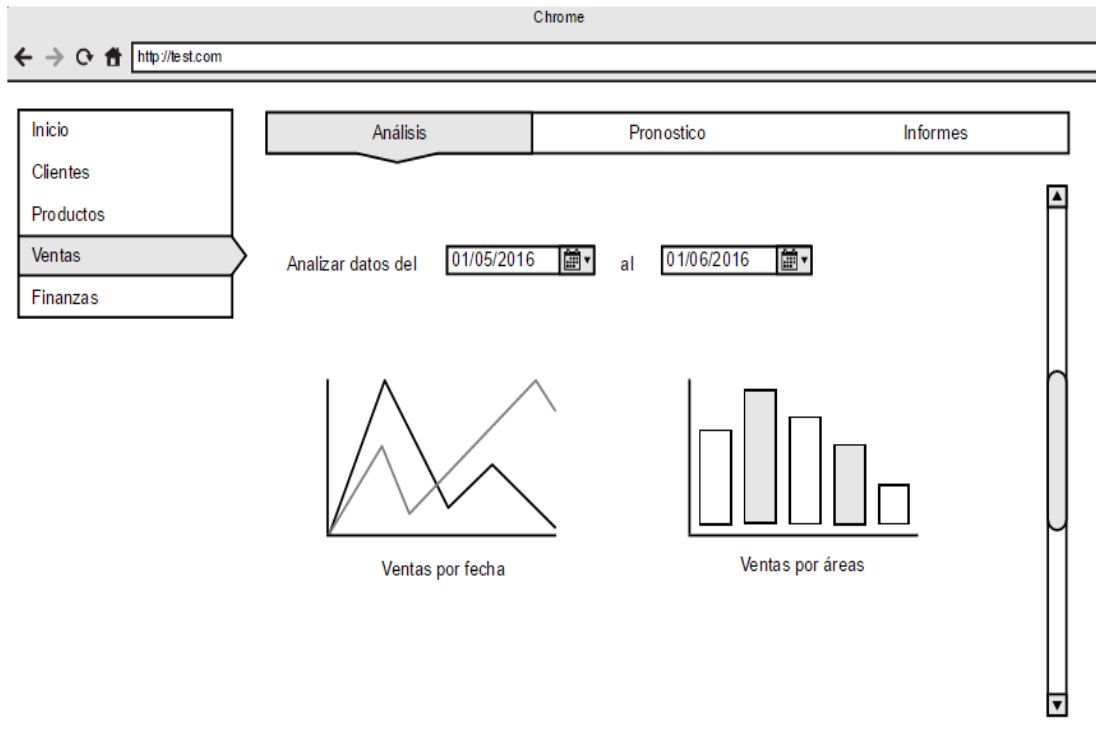 Chrome
http://test.com
Inicio
Clientes
Productos
Ventas
Finanzas
Análisis
Pronostico
Informes
Analizar datos del 01/05/2016 al 01/06/2016
Ventas por fecha
Ventas por áreas